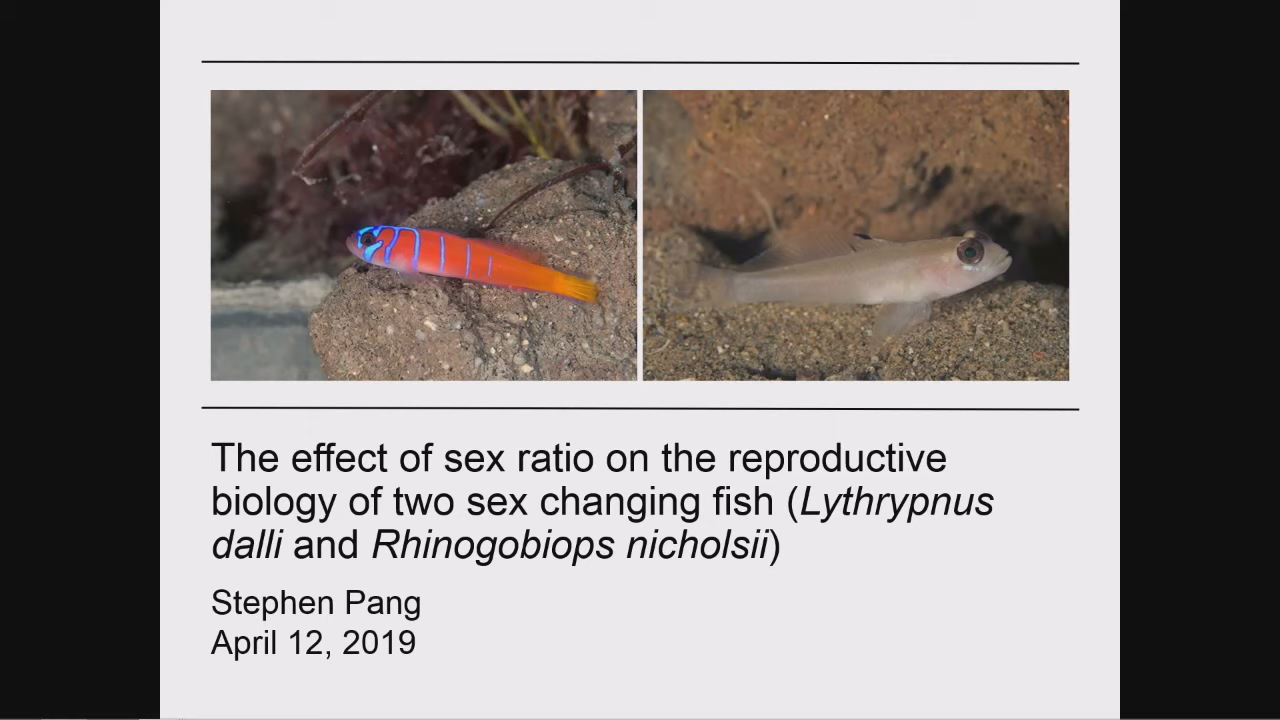 The effect of sex ratio on the reproductive
biology of two sex changing fish (Lythrypnus
dalli and Rhinogobiops nicholsii)
Stephen Pang
April 12, 2019